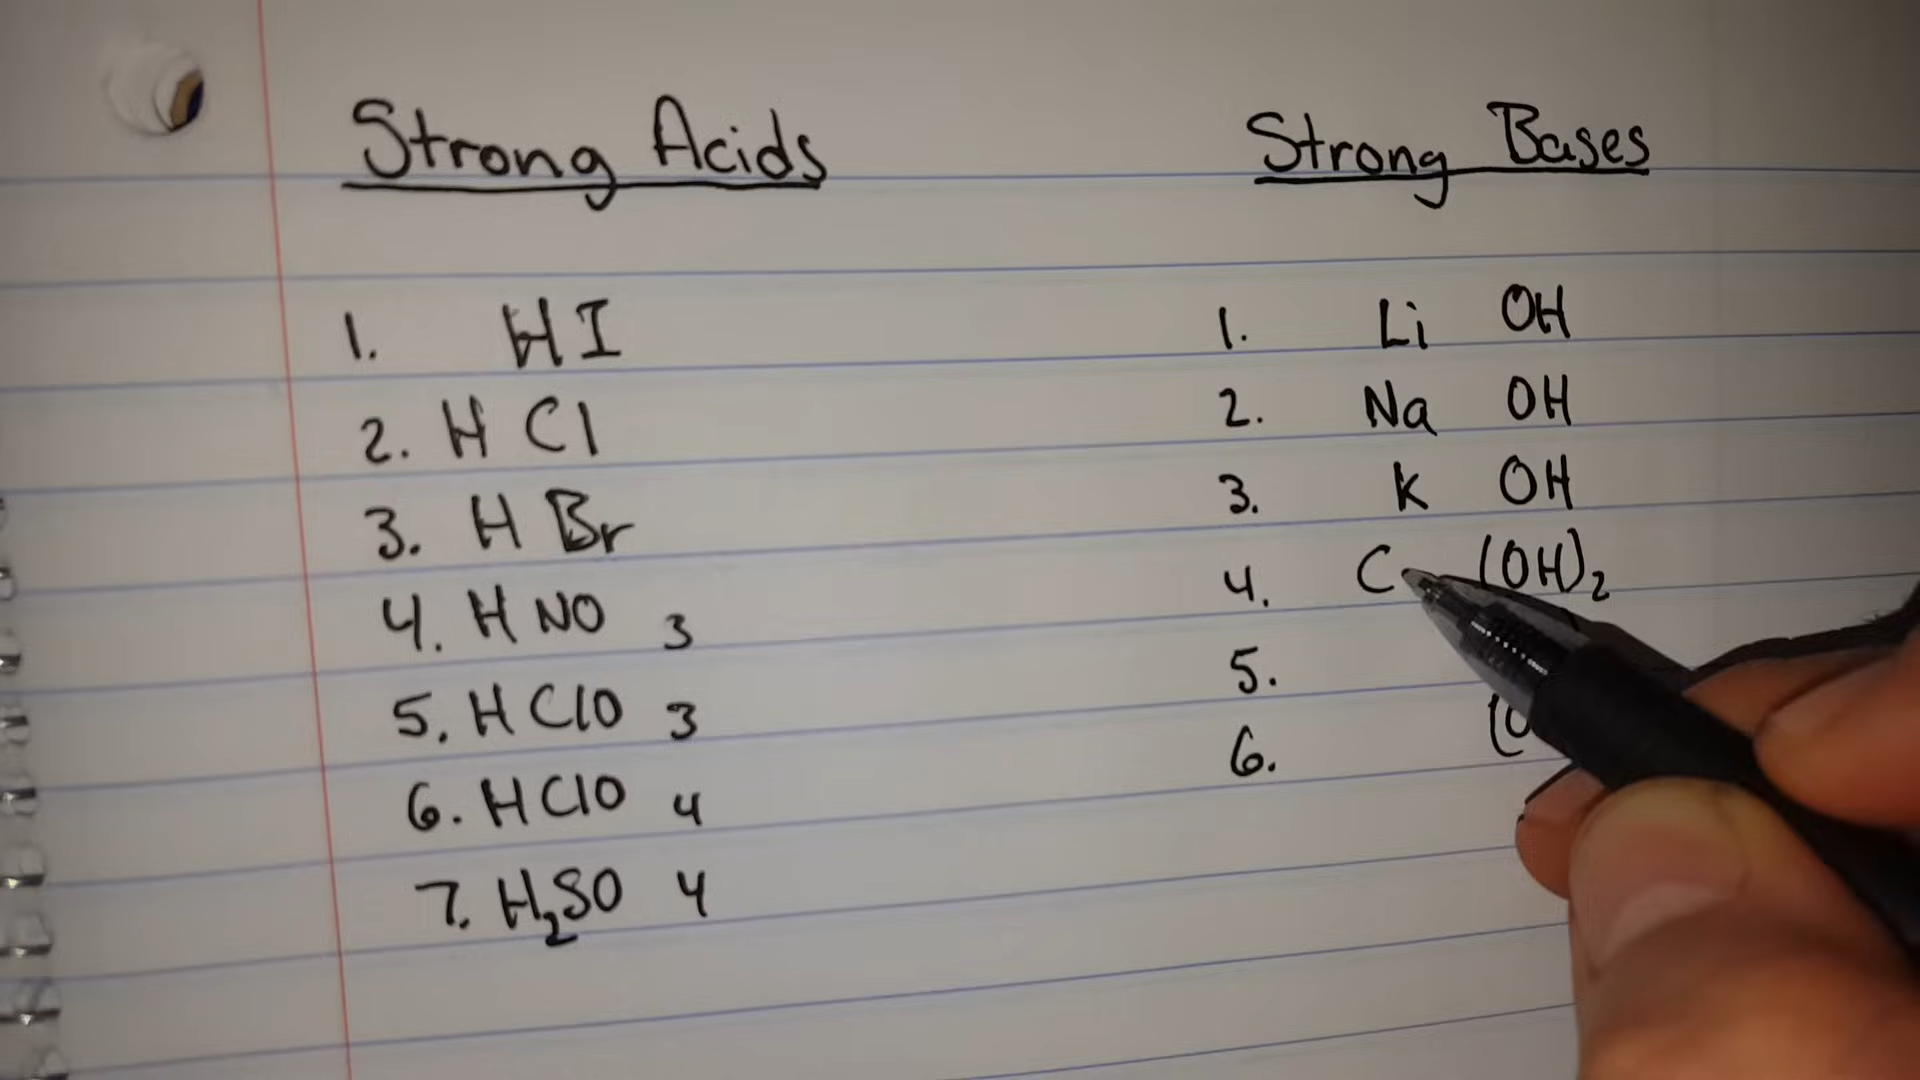 Strong Acids
1. HI
2. H Cl
3. H Br
4. H NO 3
5. H ClO 3
6. H ClO 4
7. H2SO 4
Strong Bases
1. Li OH
2. Na OH
3. K OH
4. C (OH)2
5.
6. (O